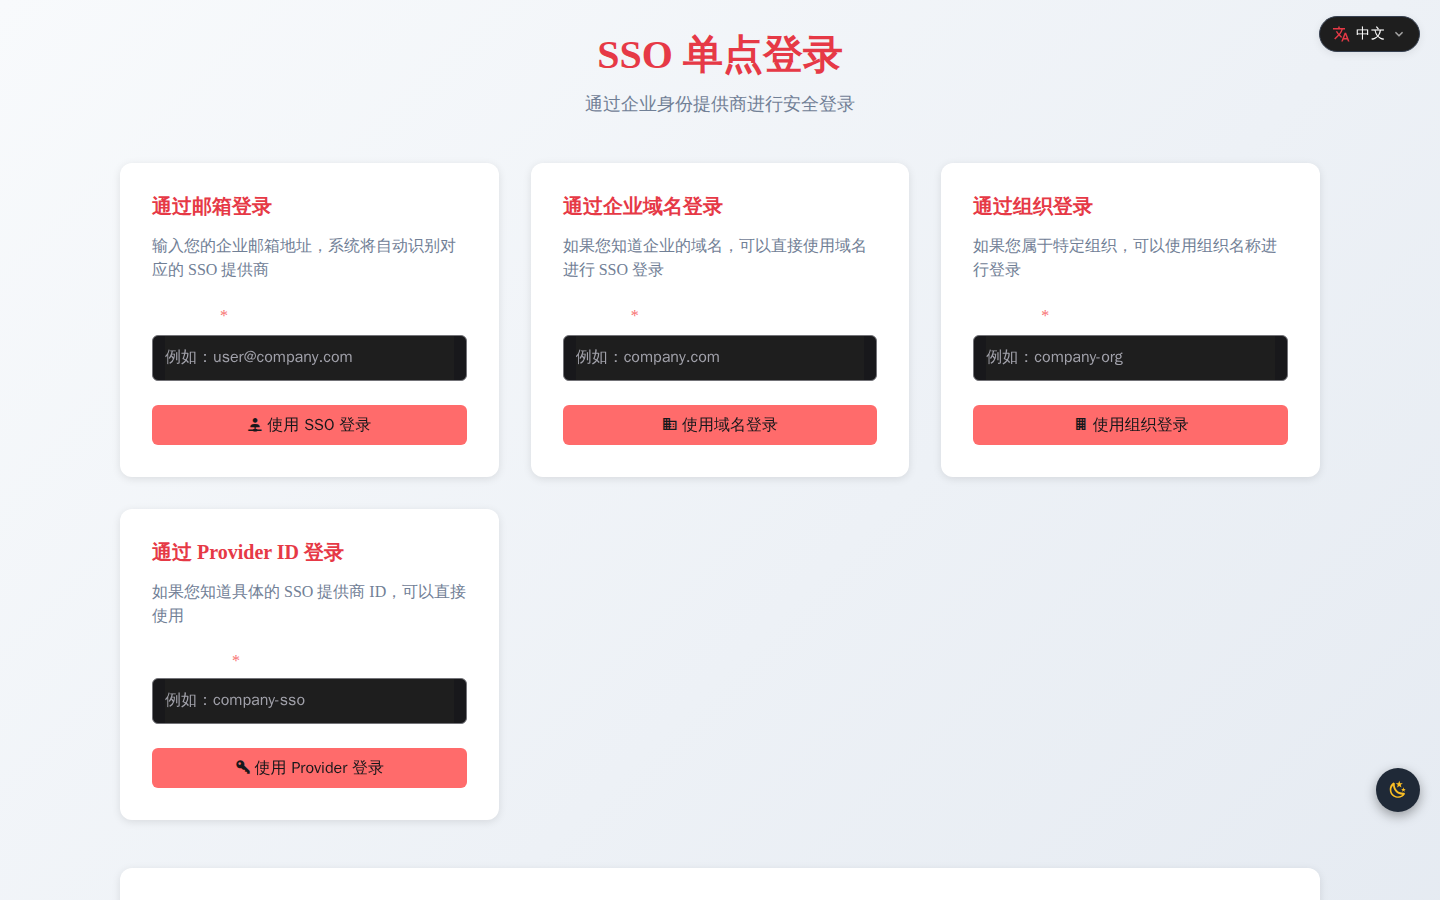 中文
SSO 单点登录
通过企业身份提供商进行安全登录
通过邮箱登录
输入您的企业邮箱地址，系统将自动识别对
应的 SSO 提供商
*
例如：user@company.com
使用 SSO 登录
通过企业域名登录
如果您知道企业的域名，可以直接使用域名
进行 SSO 登录
*
例如：company.com
使用域名登录
通过组织登录
如果您属于特定组织，可以使用组织名称进
行登录
*
例如：company-org
使用组织登录
通过 Provider ID 登录
如果您知道具体的 SSO 提供商 ID，可以直接
使用
*
例如：company-sso
使用 Provider 登录